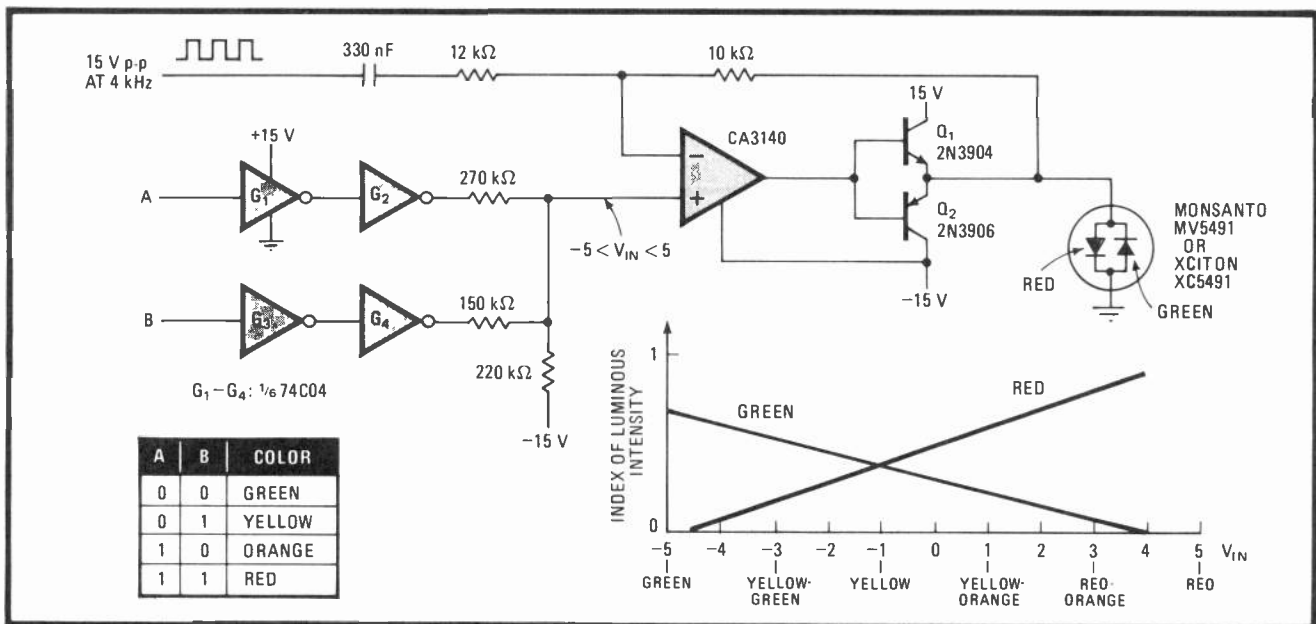 15 V p-p
AT 4 kHz
330 nF
12 kΩ
10 kΩ
15 V
Q1
2N3904
CA3140
+15 V
A
G1
G2
270 kΩ
−
+
−5 < VIN < 5
Q2
2N3906
−15 V
MONSANTO
MV5491
OR
XCITON
XC5491
RED
GREEN
B
G3
G4
150 kΩ
220 kΩ
−15 V
G1−G4: 1/6 74C04
A B COLOR
0 0 GREEN
0 1 YELLOW
1 0 ORANGE
1 1 RED
INDEX OF LUMINOUS
INTENSITY
1
0
GREEN
RED
−5 −4 −3 −2 −1 0 1 2 3 4 5 VIN
GREEN
YELLOW-
GREEN
YELLOW
YELLOW-
ORANGE
RED-
ORANGE
RED